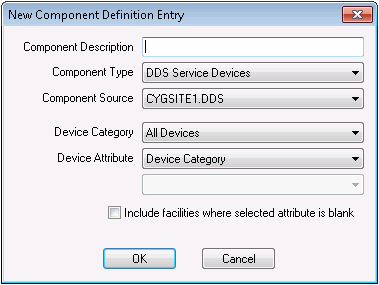 New Component Definition Entry
Component Description
Component Type DDS Service Devices
Component Source CYGSITE1.DDS
Device Category All Devices
Device Attribute Device Category
Include facilities where selected attribute is blank
OK Cancel